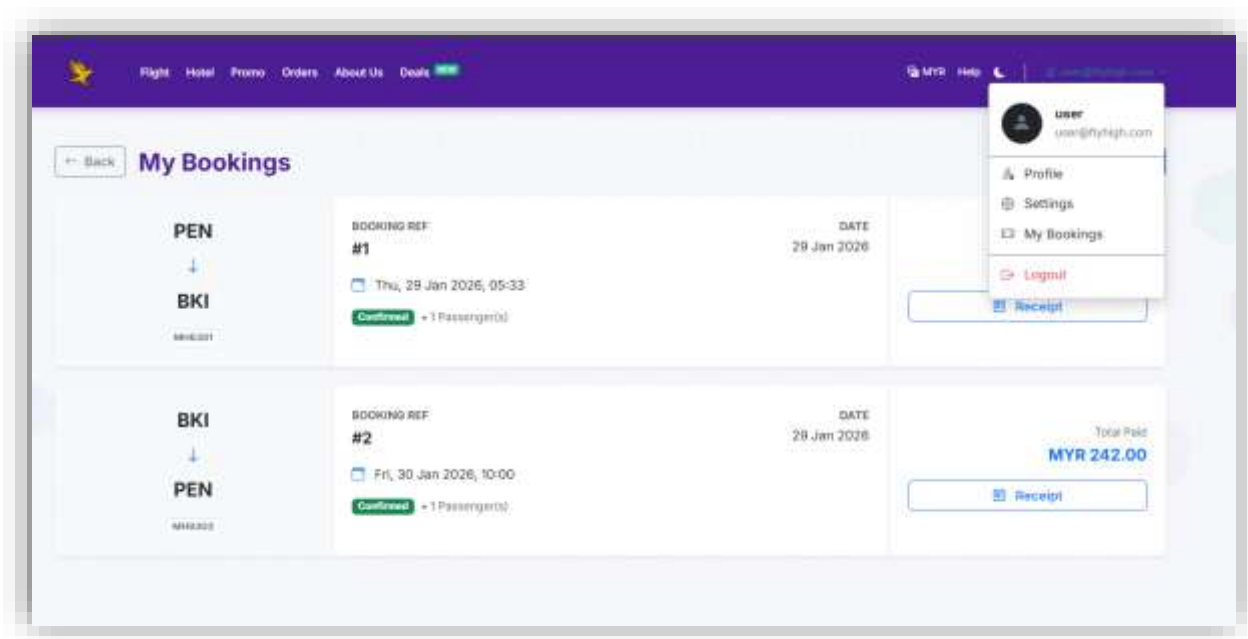 Flight Hotel Promo Orders About Us Deals NEW
MYR Help
user
user@flyhigh.com
Profile
Settings
My Bookings
Logout
← Back My Bookings
PEN
↓
BKI
BOOKING REF
#1
Thu, 29 Jan 2026, 05:33
Confirmed • 1 Passenger(s)
DATE
29 Jan 2026
Receipt
BKI
↓
PEN
BOOKING REF
#2
Fri, 30 Jan 2026, 10:00
Confirmed • 1 Passenger(s)
DATE
29 Jan 2026
Total Paid
MYR 242.00
Receipt